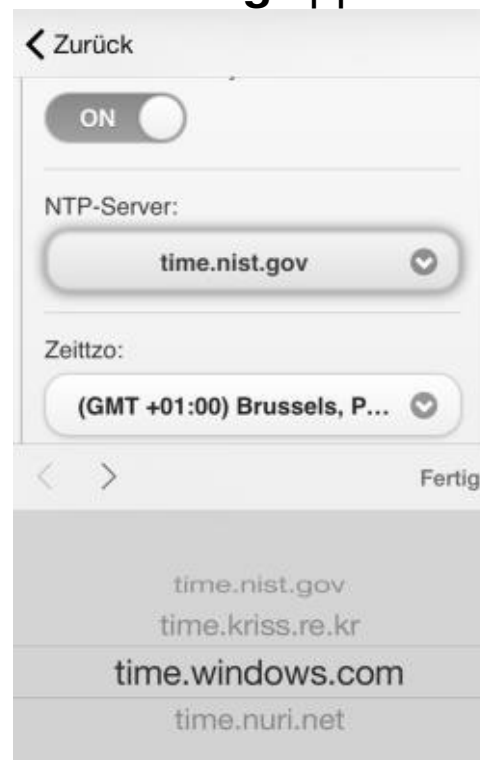 Zurück
ON
NTP-Server:
time.nist.gov
Zeittzo:
(GMT +01:00) Brussels, P...
Fertig
time.nist.gov
time.kriss.re.kr
time.windows.com
time.nuri.net